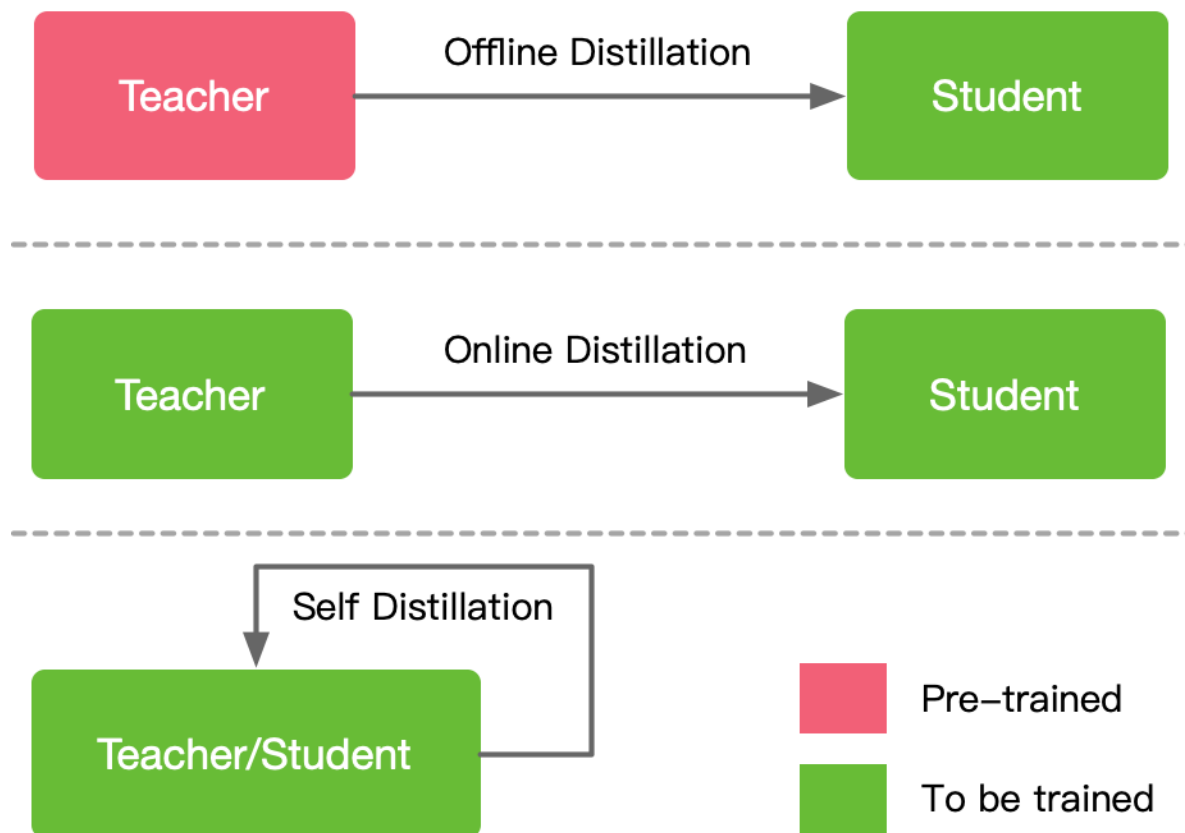 Offline Distillation
Teacher
Student
Online Distillation
Teacher
Student
Self Distillation
Teacher/Student
Pre-trained
To be trained